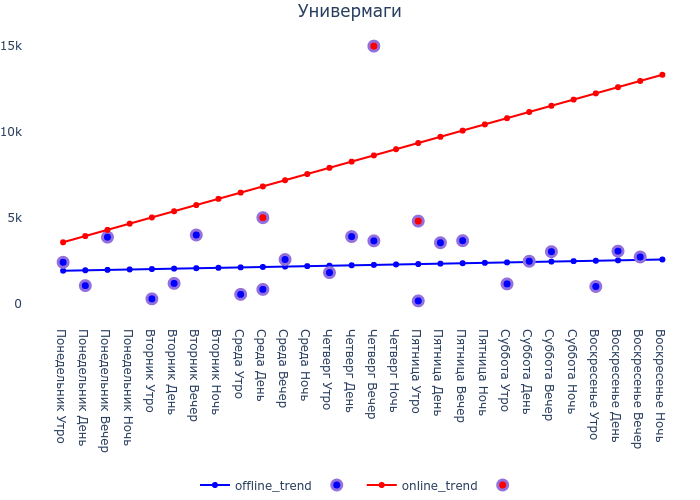 Универмаги
15k
10k
5k
0
Понедельник Утро
Понедельник День
Понедельник Вечер
Понедельник Ночь
Вторник Утро
Вторник День
Вторник Вечер
Вторник Ночь
Среда Утро
Среда День
Среда Вечер
Среда Ночь
Четверг Утро
Четверг День
Четверг Вечер
Четверг Ночь
Пятница Утро
Пятница День
Пятница Вечер
Пятница Ночь
Суббота Утро
Суббота День
Суббота Вечер
Суббота Ночь
Воскресенье Утро
Воскресенье День
Воскресенье Вечер
Воскресенье Ночь
offline_trend online_trend